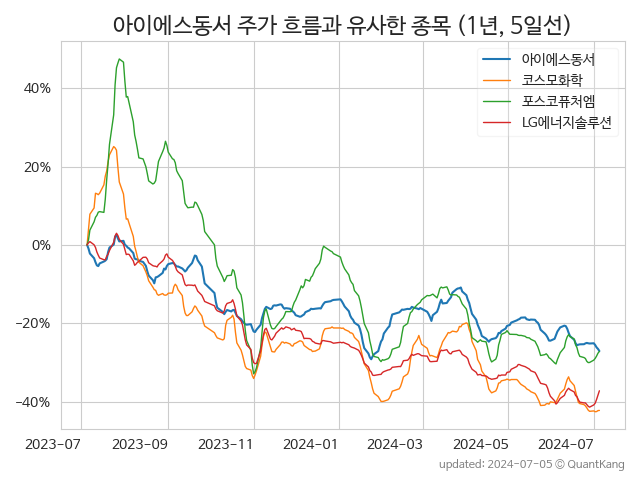 아이에스동서 주가 흐름과 유사한 종목 (1년, 5일선)
아이에스동서
코스모화학
포스코퓨처엠
LG에너지솔루션
40%
20%
0%
−20%
−40%
2023-07 2023-09 2023-11 2024-01 2024-03 2024-05 2024-07
updated: 2024-07-05 © QuantKang